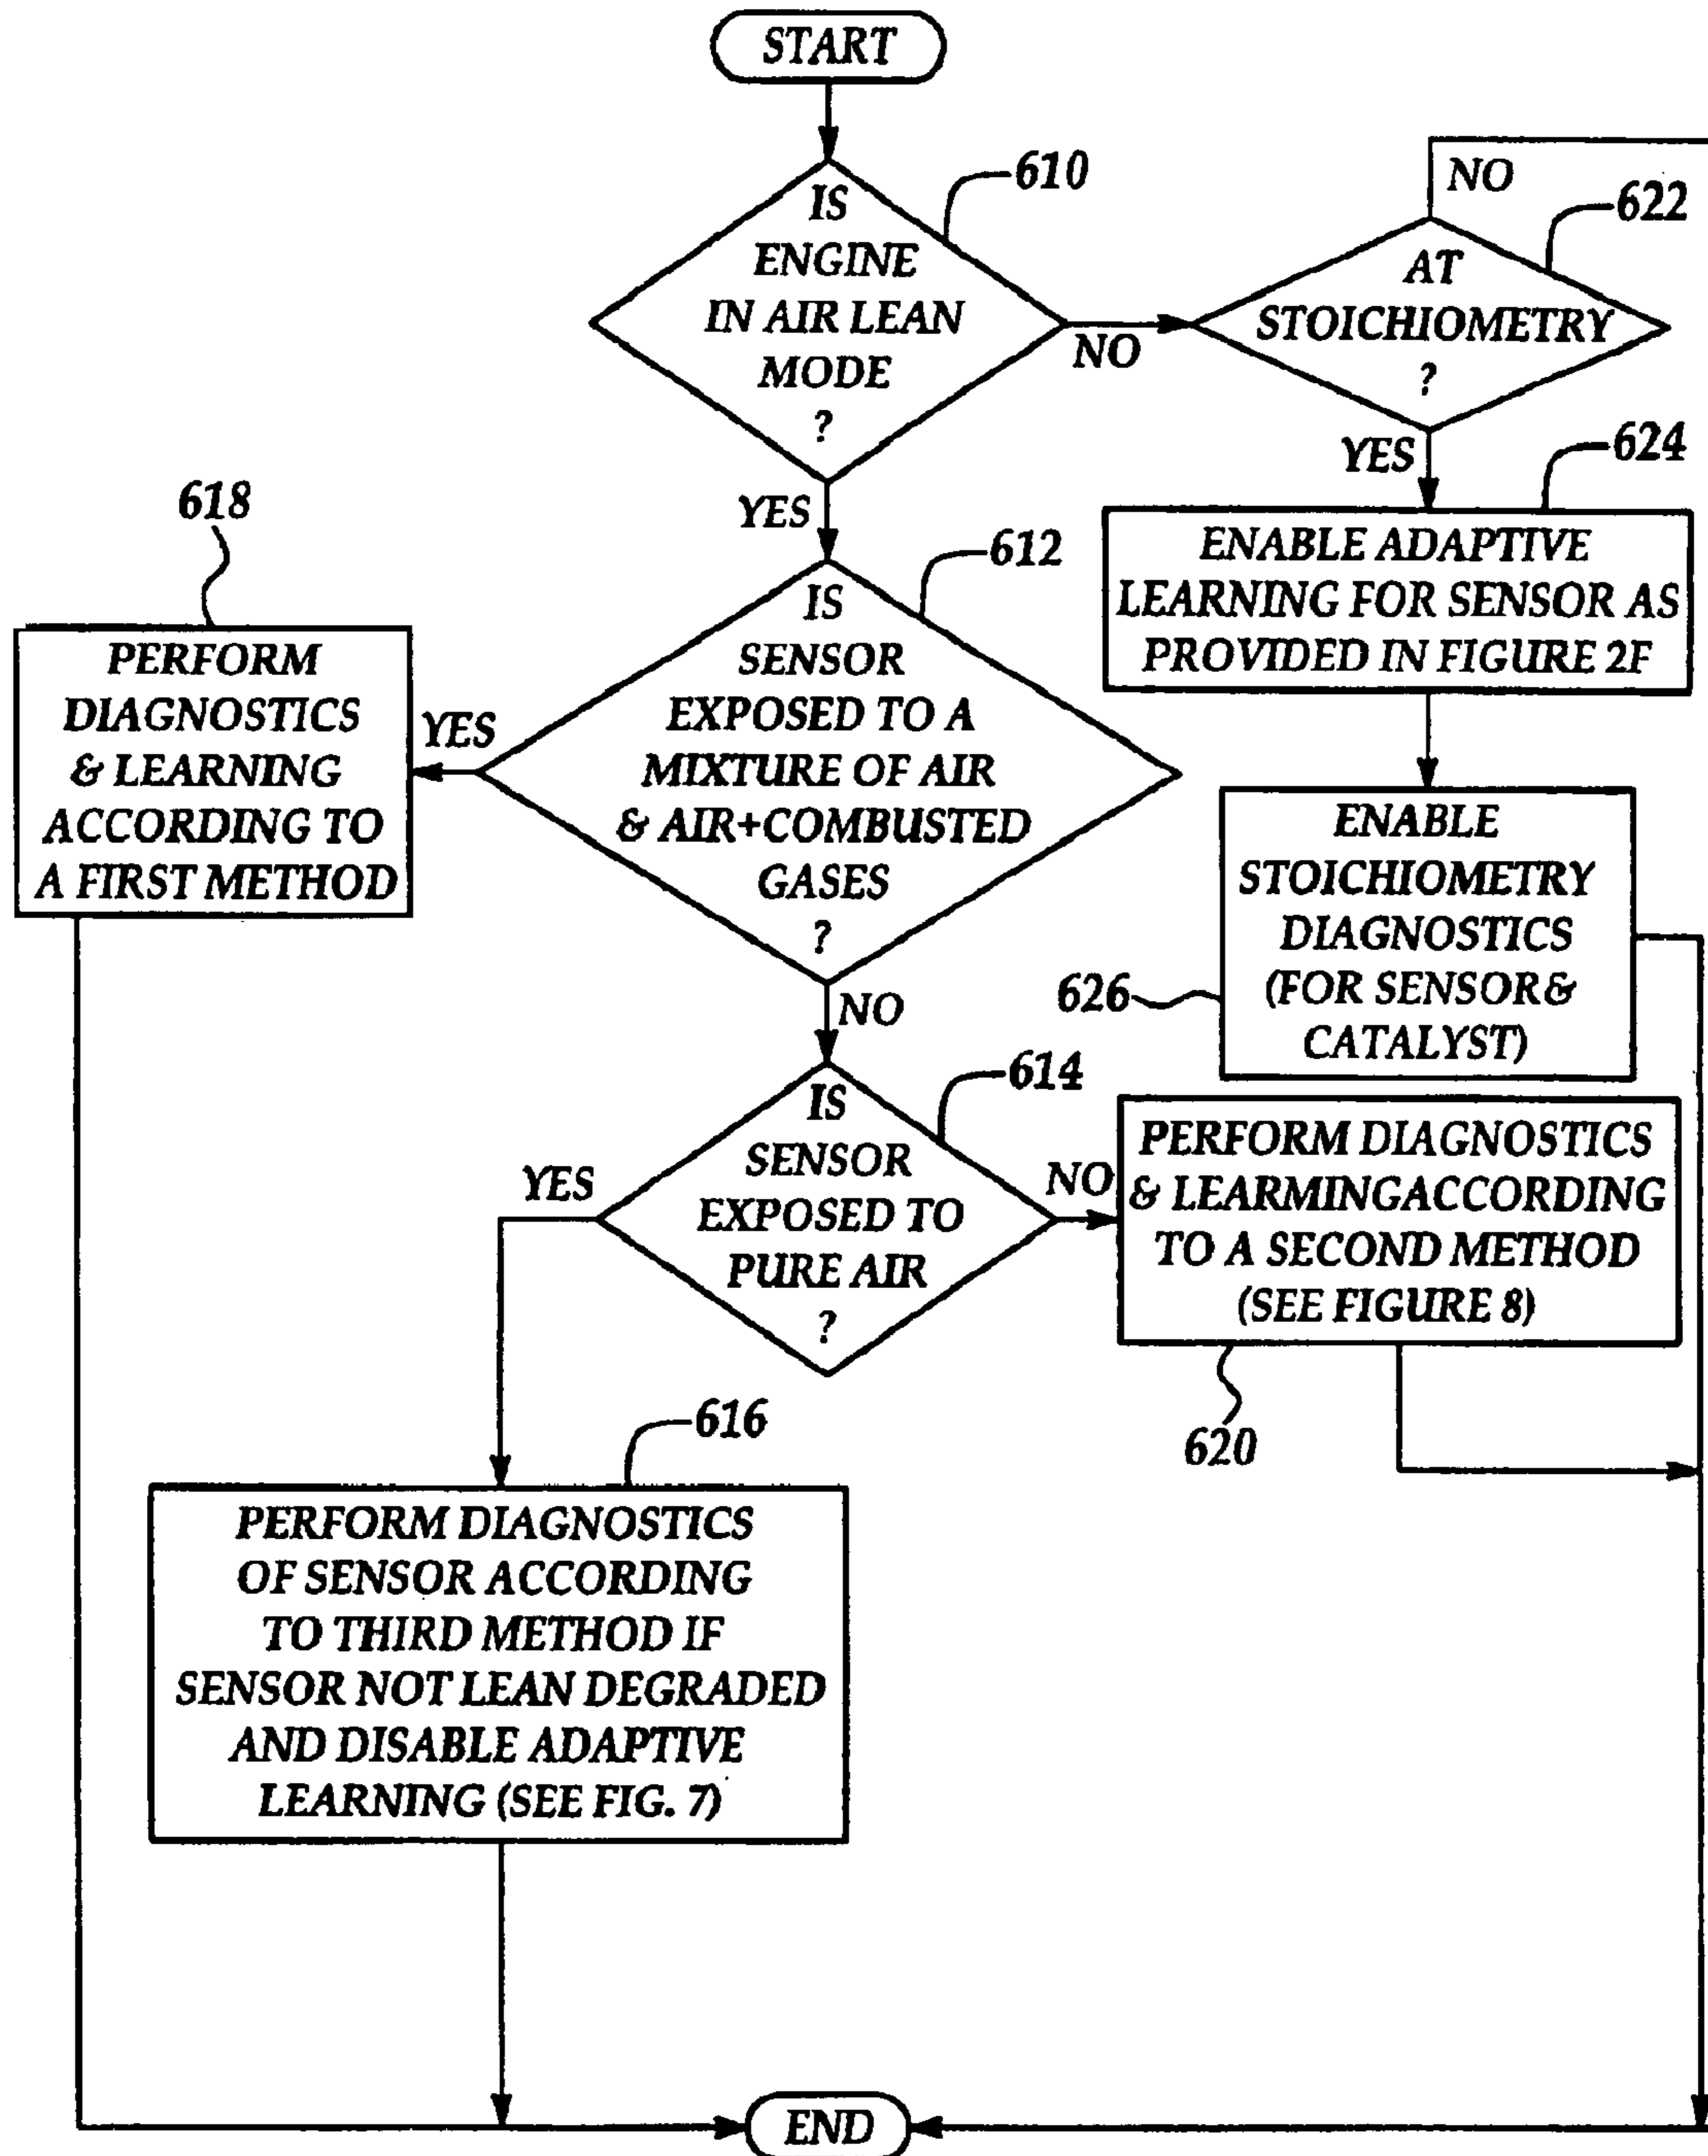 START
610
IS
ENGINE
IN AIR LEAN
MODE
?
NO
YES
NO
622
AT
STOICHIOMETRY
?
YES
624
ENABLE ADAPTIVE
LEARNING FOR SENSOR AS
PROVIDED IN FIGURE 2F
618
PERFORM
DIAGNOSTICS
& LEARNING
ACCORDING TO
A FIRST METHOD
YES
612
IS
SENSOR
EXPOSED TO A
MIXTURE OF AIR
& AIR+COMBUSTED
GASES
?
NO
626
ENABLE
STOICHIOMETRY
DIAGNOSTICS
(FOR SENSOR&
CATALYST)
614
IS
SENSOR
EXPOSED TO
PURE AIR
?
YES
NO
PERFORM DIAGNOSTICS
& LEARMINGACCORDING
TO A SECOND METHOD
(SEE FIGURE 8)
620
616
PERFORM DIAGNOSTICS
OF SENSOR ACCORDING
TO THIRD METHOD IF
SENSOR NOT LEAN DEGRADED
AND DISABLE ADAPTIVE
LEARNING (SEE FIG. 7)
END